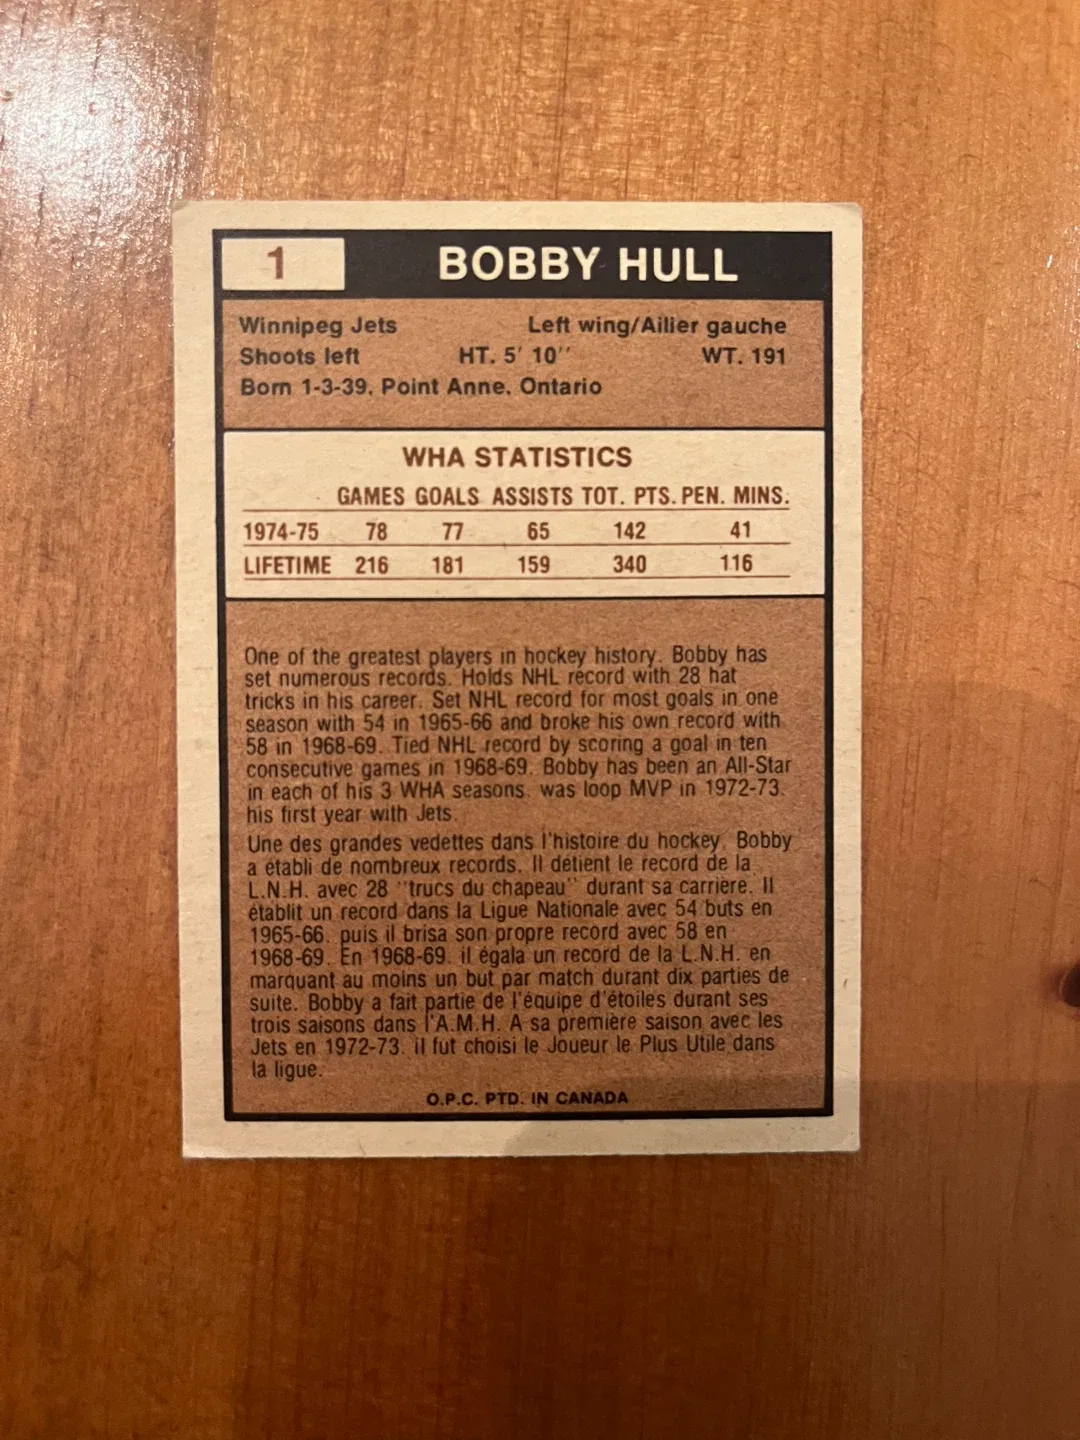 1 BOBBY HULL
Winnipeg Jets Left wing/Ailier gauche
Shoots left HT. 5' 10'' WT. 191
Born 1-3-39. Point Anne. Ontario
WHA STATISTICS
GAMES GOALS ASSISTS TOT. PTS. PEN. MINS.
1974-75 78 77 65 142 41
LIFETIME 216 181 159 340 116
One of the greatest players in hockey history. Bobby has
set numerous records. Holds NHL record with 28 hat
tricks in his career. Set NHL record for most goals in one
season with 54 in 1965-66 and broke his own record with
58 in 1968-69. Tied NHL record by scoring a goal in ten
consecutive games in 1968-69. Bobby has been an All-Star
in each of his 3 WHA seasons. was loop MVP in 1972-73.
his first year with Jets.
Une des grandes vedettes dans l'histoire du hockey. Bobby
a établi de nombreux records. Il détient le record de la
L.N.H. avec 28 "trucs du chapeau" durant sa carrière. Il
établit un record dans la Ligue Nationale avec 54 buts en
1965-66. puis il brisa son propre record avec 58 en
1968-69. En 1968-69. il égala un record de la L.N.H. en
marquant au moins un but par match durant dix parties de
suite. Bobby a fait partie de l'équipe d'étoiles durant ses
trois saisons dans l'A.M.H. A sa première saison avec les
Jets en 1972-73. il fut choisi le Joueur le Plus Utile dans
la ligue.
O.P.C. PTD. IN CANADA